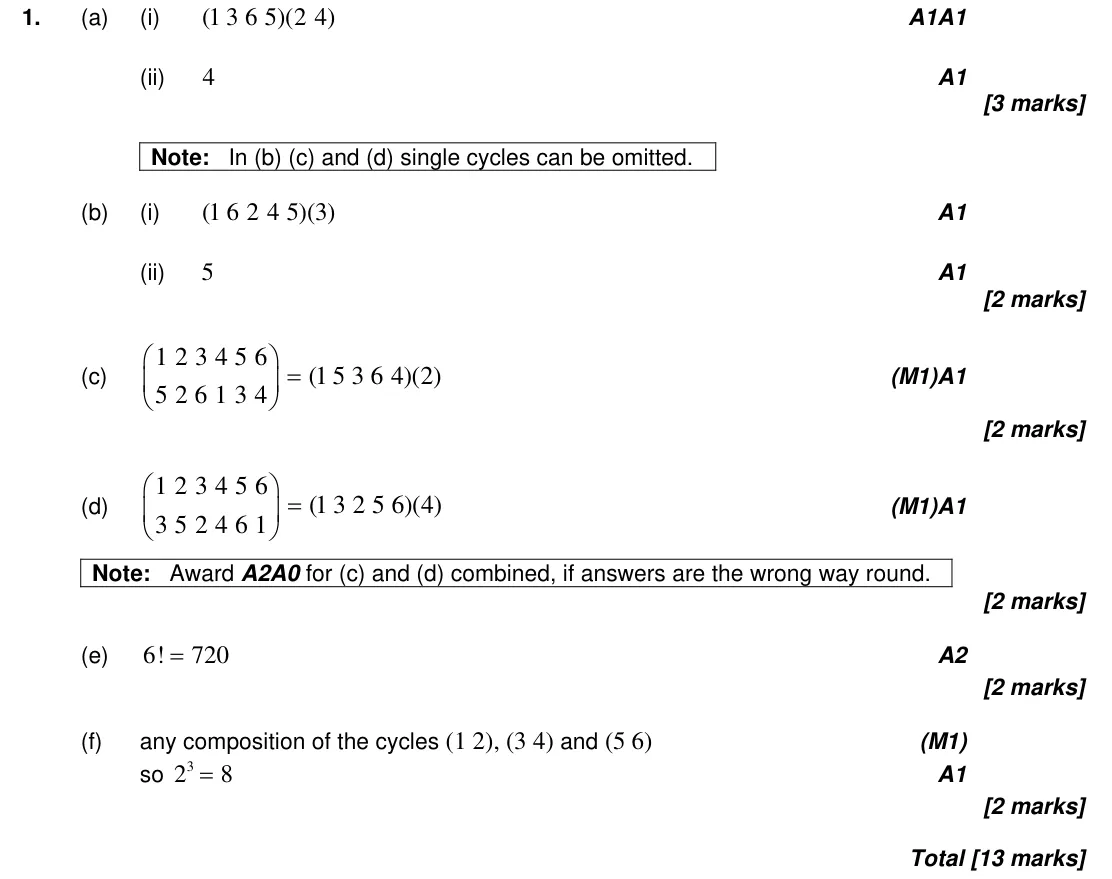 1. (a) (i) (1 3 6 5)(2 4) A1A1
(ii) 4 A1
[3 marks]
Note: In (b) (c) and (d) single cycles can be omitted.
(b) (i) (1 6 2 4 5)(3) A1
(ii) 5 A1
[2 marks]
(c) (1 2 3 4 5 6
5 2 6 1 3 4) = (1 5 3 6 4)(2) (M1)A1
[2 marks]
(d) (1 2 3 4 5 6
3 5 2 4 6 1) = (1 3 2 5 6)(4) (M1)A1
Note: Award A2A0 for (c) and (d) combined, if answers are the wrong way round.
[2 marks]
(e) 6! = 720 A2
[2 marks]
(f) any composition of the cycles (1 2), (3 4) and (5 6) (M1)
so 2³ = 8 A1
[2 marks]
Total [13 marks]